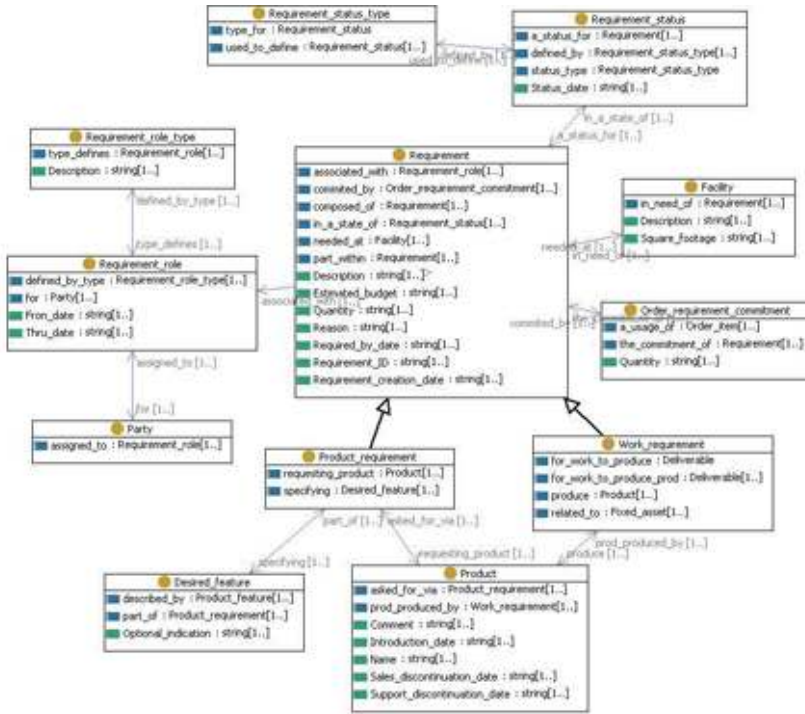 Requirement_status_type
type_for : Requirement_status
used_to_define : Requirement_status[1..]
Requirement_status
a_status_for : Requirement[1..]
defined_by : Requirement_status_type[1..]
status_type : Requirement_status_type
Status_date : string[1..]
in_a_state_of [1..]
a_status_for [1..]
Requirement_role_type
type_defines : Requirement_role[1..]
Description : string[1..]
defined_by_type [1..]
type_defines [1..]
Requirement
associated_with : Requirement_role[1..]
commited_by : Order_requirement_commitment[1..]
composed_of : Requirement[1..]
in_a_state_of : Requirement_status[1..]
needed_at : Facility[1..]
part_within : Requirement[1..]
Description : string[1..]
Estimated_budget : string[1..]
Quantity : string[1..]
Reason : string[1..]
Required_by_date : string[1..]
Requirement_ID : string[1..]
Requirement_creation_date : string[1..]
Facility
in_need_of : Requirement[1..]
Description : string[1..]
Square_footage : string[1..]
needed_at [1..]
in_need_of [1..]
Requirement_role
defined_by_type : Requirement_role_type[1..]
for : Party[1..]
Fron_date : string[1..]
Thru_date : string[1..]
associated_with [1..]
Order_requirement_commitment
a_usage_of : Order_item[1..]
the_commitment_of : Requirement[1..]
Quantity : string[1..]
commited_by
assigned_to [1..]
for [1..]
Party
assigned_to : Requirement_role[1..]
Product_requirement
requesting_product : Product[1..]
specifying : Desired_feature[1..]
Work_requirement
for_work_to_produce : Deliverable
for_work_to_produce_prod : Deliverable[1..]
produce : Product[1..]
related_to : Fixed_asset[1..]
part_of [1..]
asked_for_via [1..]
prod_produced_by [1..]
specifying [1..]
requesting_product [1..]
produce [1..]
Desired_feature
described_by : Product_feature[1..]
part_of : Product_requirement[1..]
Optional_indication : string[1..]
Product
asked_for_via : Product_requirement[1..]
prod_produced_by : Work_requirement[1..]
Comment : string[1..]
Introduction_date : string[1..]
Name : string[1..]
Sales_discontinuation_date : string[1..]
Support_discontinuation_date : string[1..]